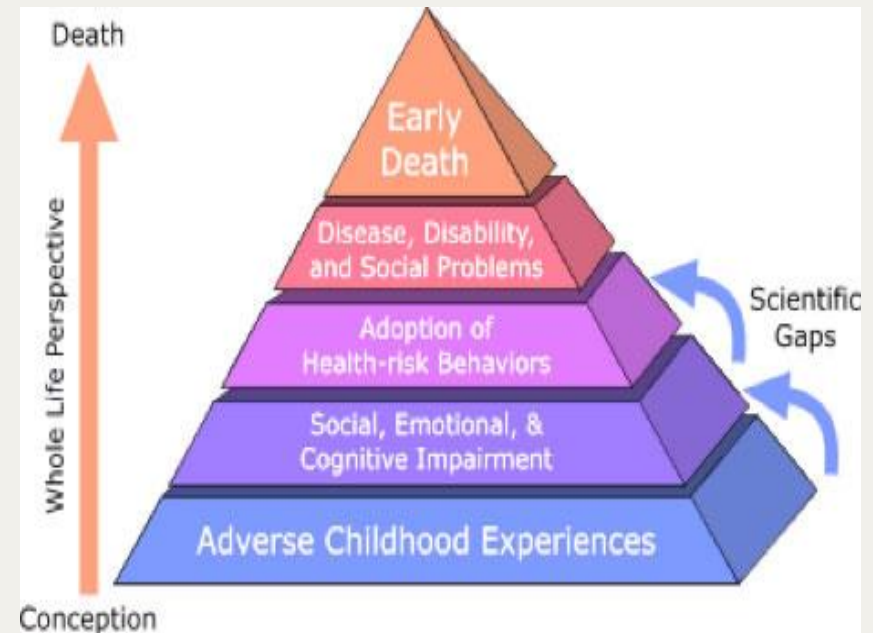 Death
Early
Death
Disease, Disability,
and Social Problems
Adoption of
Health-risk Behaviors
Social, Emotional, &
Cognitive Impairment
Adverse Childhood Experiences
Scientific
Gaps
Whole Life Perspective
Conception